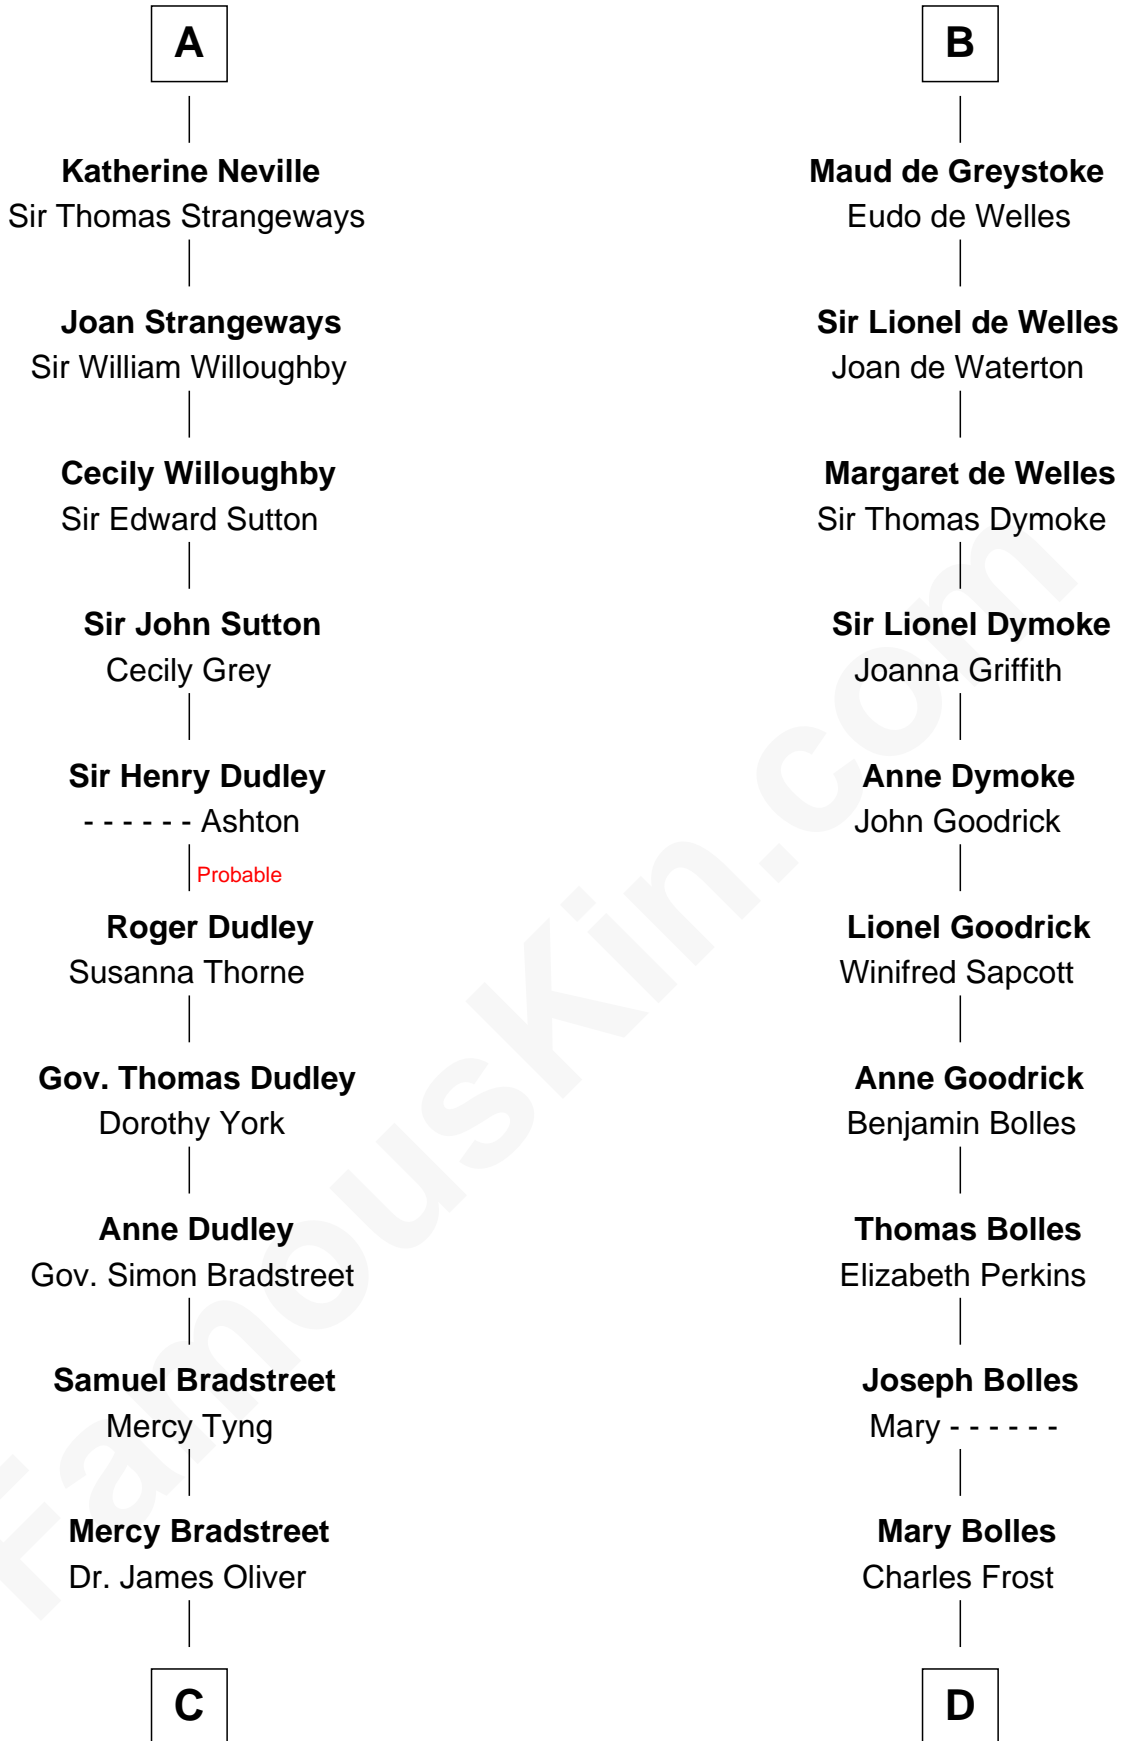 A
Katherine Neville
Sir Thomas Strangeways
Joan Strangeways
Sir William Willoughby
Cecily Willoughby
Sir Edward Sutton
Sir John Sutton
Cecily Grey
Sir Henry Dudley
- - - - - - Ashton
Probable
Roger Dudley
Susanna Thorne
Gov. Thomas Dudley
Dorothy York
Anne Dudley
Gov. Simon Bradstreet
Samuel Bradstreet
Mercy Tyng
Mercy Bradstreet
Dr. James Oliver
C
B
Maud de Greystoke
Eudo de Welles
Sir Lionel de Welles
Joan de Waterton
Margaret de Welles
Sir Thomas Dymoke
Sir Lionel Dymoke
Joanna Griffith
Anne Dymoke
John Goodrick
Lionel Goodrick
Winifred Sapcott
Anne Goodrick
Benjamin Bolles
Thomas Bolles
Elizabeth Perkins
Joseph Bolles
Mary - - - - - -
Mary Bolles
Charles Frost
D
FamousKin.com